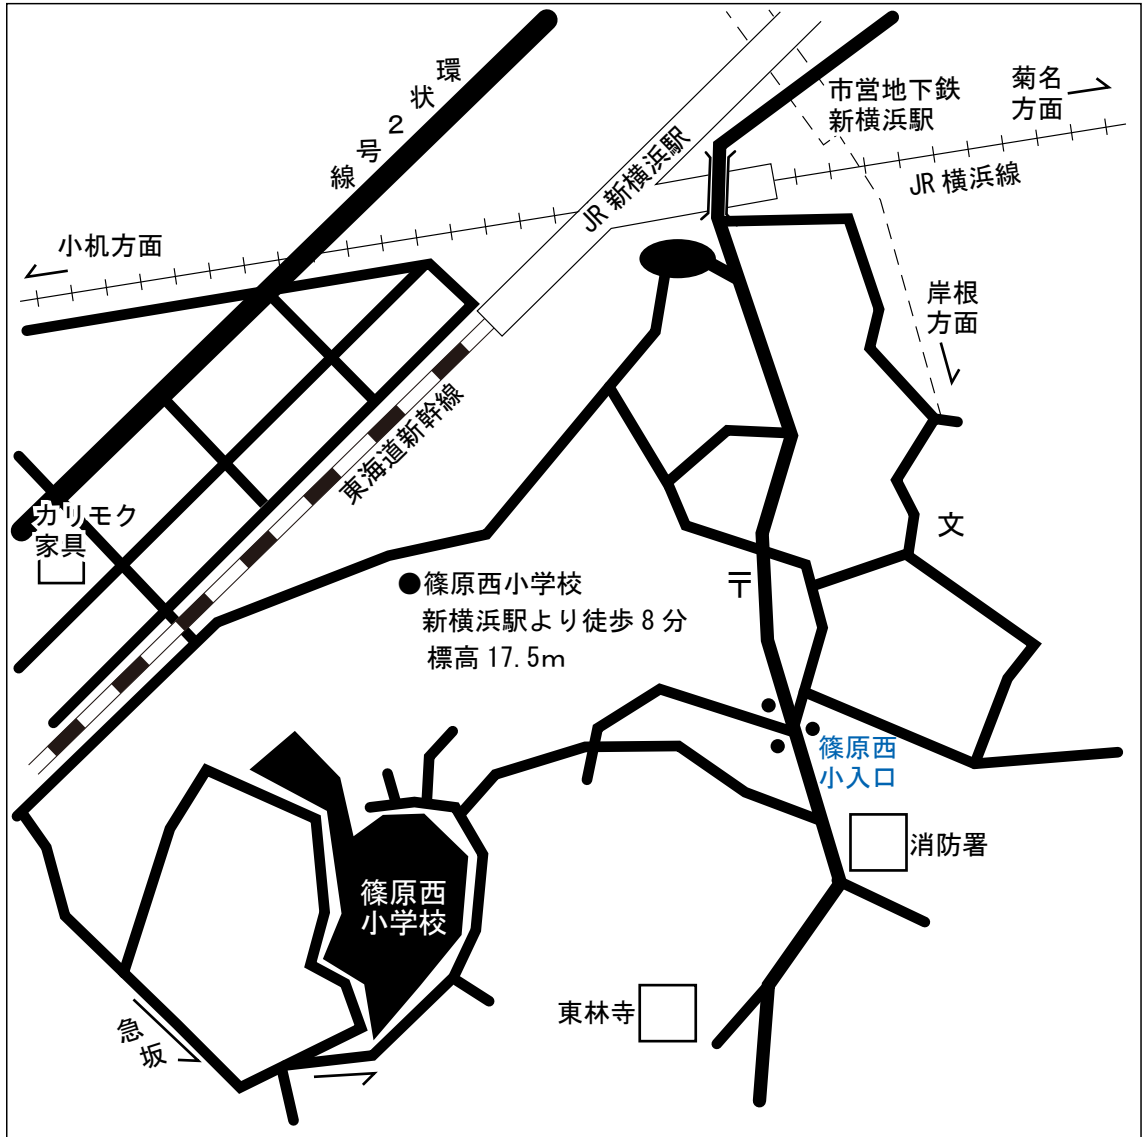 環状2号線
市営地下鉄
新横浜駅
菊名
方面
JR新横浜駅
JR横浜線
小机方面
岸根
方面
東海道新幹線
カリモク
家具
文
〒
●篠原西小学校
新横浜駅より徒歩8分
標高17.5m
篠原西
小入口
消防署
篠原西
小学校
東林寺
急坂